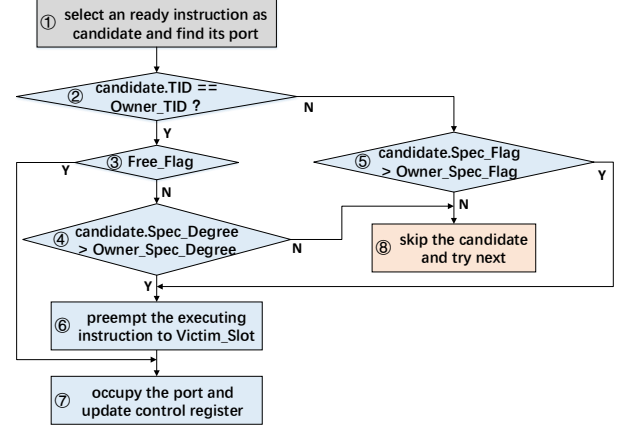 ① select an ready instruction as
candidate and find its port
② candidate.TID ==
Owner_TID ?
N
Y
③ Free_Flag
Y
N
⑤ candidate.Spec_Flag
> Owner_Spec_Flag
Y
N
④ candidate.Spec_Degree
> Owner_Spec_Degree
N
Y
⑧ skip the candidate
and try next
⑥ preempt the executing
instruction to Victim_Slot
⑦ occupy the port and
update control register